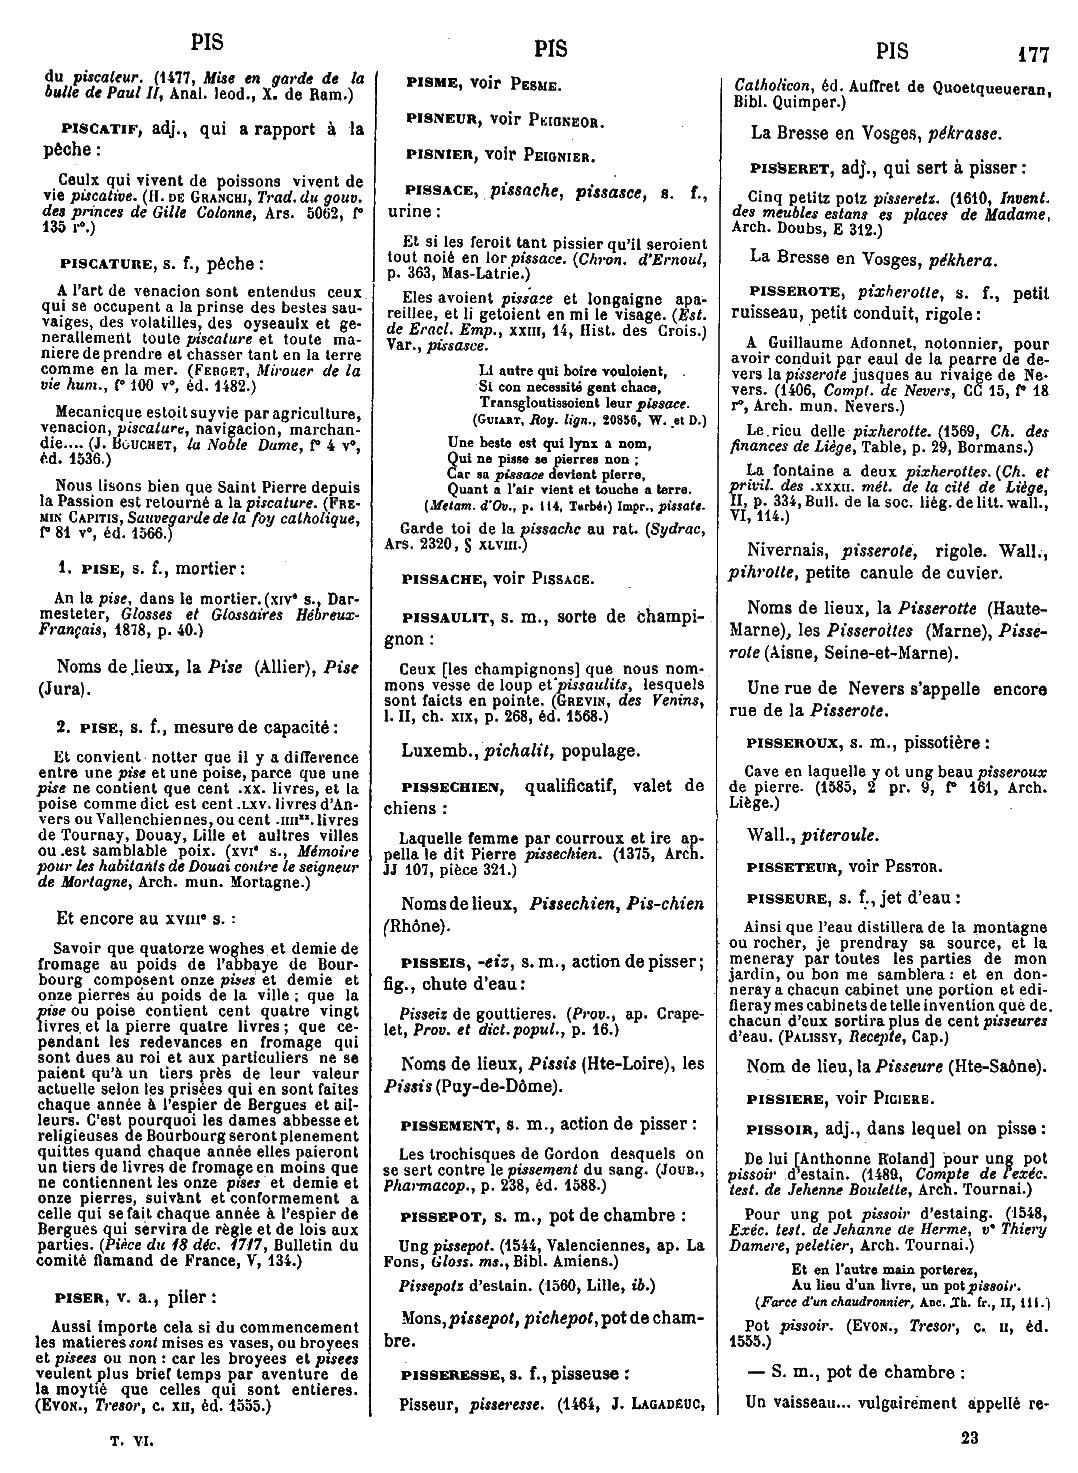 PIS
PIS
PIS
177
du piscateur. (1477, Mise en garde de la
bulle de Paul II, Anal. leod., X. de Ram.)
PISCATIF, adj., qui a rapport à la
pêche :
Ceulx qui vivent de poissons vivent de
vie piscative. (H. DE GRANCHI, Trad. du gouv.
des princes de Gille Colonne, Ars. 5062, f°
135 r°.)
PISCATURE, s. f., pêche :
A l'art de venacion sont entendus ceux
qui se occupent a la prinse des bestes sau-
vaiges, des volatilles, des oyseaulx et ge-
nerallement toute piscature et toute ma-
niere de prendre et chasser tant en la terre
comme en la mer. (FERGET, Mirouer de la
vie hum., f° 100 v°, éd. 1482.)
Mecanicque estoit suyvie par agriculture,
venacion, piscature, navigacion, marchan-
die.... (J. BOUCHET, la Noble Dame, f° 4 v°,
éd. 1536.)
Nous lisons bien que Saint Pierre depuis
la Passion est retourné a la piscature. (FRE-
MIN CAPITIS, Sauvegarde de la foy catholique,
f° 81 v°, éd. 1566.)
1. PISE, s. f., mortier :
An la pise, dans le mortier. (XIV° s., Dar-
mesteter, Glosses et Glossaires Hébreux-
Français, 1878, p. 40.)
Noms de lieux, la Pise (Allier), Pise
(Jura).
2. PISE, s. f., mesure de capacité :
Et convient notter que il y a difference
entre une pise et une poise, parce que une
pise ne contient que cent .xx. livres, et la
poise comme dict est cent .LXV. livres d'An-
vers ou Vallenchiennes, ou cent .IIIIxx. livres
de Tournay, Douay, Lille et aultres villes
ou est samblable poix. (XVI° s., Mémoire
pour les habitants de Douai contre le seigneur
de Mortagne, Arch. mun. Mortagne.)
Et encore au XVIII° s. :
Savoir que quatorze woghes et demie de
fromage au poids de l'abbaye de Bour-
bourg composent onze pises et demie et
onze pierres au poids de la ville ; que la
pise ou poise contient cent quatre vingt
livres et la pierre quatre livres ; que ce-
pendant les redevances en fromage qui
sont dues au roi et aux particuliers ne se
paient qu'à un tiers près de leur valeur
actuelle selon les prisées qui en sont faites
chaque année à l'espier de Bergues et ail-
leurs. C'est pourquoi les dames abbesse et
religieuses de Bourbourg seront plenement
quittes quand chaque année elles paieront
un tiers de livres de fromage en moins que
ne contiennent les onze pises et demie et
onze pierres, suivant et conformement a
celle qui se fait chaque année à l'espier de
Bergues qui servira de règle et de lois aux
parties. (Pièce du 18 déc. 1717, Bulletin du
comité flamand de France, V, 134.)
PISER, v. a., piler :
Aussi importe cela si du commencement
les matieres sont mises es vases, ou broyees
et pisees ou non : car les broyees et pisees
veulent plus brief temps par aventure de
la moytié que celles qui sont entieres.
(EVON., Tresor, c. XII, éd. 1555.)
T. VI.
PISME, voir PESME.
PISNEUR, voir PEIGNEOR.
PISNIER, voir PEIGNIER.
PISSACE, pissache, pissasce, s. f.,
urine :
Et si les feroit tant pissier qu'il seroient
tout noié en lor pissace. (Chron. d'Ernoul,
p. 363, Mas-Latrie.)
Eles avoient pissace et longaigne apa-
reillee, et li getoient en mi le visage. (Est.
de Eracl. Emp., XXIII, 14, Hist. des Crois.)
Var., pissasce.
Li autre qui boire vouloient,
Si con necessité gent chace,
Transgloutissoient leur pissace.
(GUIART, Roy. lign., 20856, W. et D.)
Une beste est qui lynx a nom,
Qui ne pisse se pierres non ;
Car sa pissace devient pierre,
Quant a l'air vient et touche a terre.
(Metam. d'Ov., p. 114, Tarbé.) Impr., pissate.
Garde toi de la pissache au rat. (Sydrac,
Ars. 2320, § XLVIII.)
PISSACHE, voir PISSACE.
PISSAULIT, s. m., sorte de champi-
gnon :
Ceux [les champignons] que nous nom-
mons vesse de loup et pissaulits, lesquels
sont faicts en pointe. (GREVIN, des Venins,
l. II, ch. XIX, p. 268, éd. 1568.)
Luxemb., pichalit, populage.
PISSECHIEN, qualificatif, valet de
chiens :
Laquelle femme par courroux et ire ap-
pella le dit Pierre pissechien. (1375, Arch.
JJ 107, pièce 321.)
Noms de lieux, Pissechien, Pis-chien
(Rhône).
PISSEIS, -eiz, s. m., action de pisser ;
fig., chute d'eau :
Pisseiz de gouttieres. (Prov., ap. Crape-
let, Prov. et dict. popul., p. 16.)
Noms de lieux, Pissis (Hte-Loire), les
Pissis (Puy-de-Dôme).
PISSEMENT, s. m., action de pisser :
Les trochisques de Gordon desquels on
se sert contre le pissement du sang. (JOUB.,
Pharmacop., p. 238, éd. 1588.)
PISSEPOT, s. m., pot de chambre :
Ung pissepot. (1544, Valenciennes, ap. La
Fons, Gloss. ms., Bibl. Amiens.)
Pissepotz d'estain. (1560, Lille, ib.)
Mons, pissepot, pichepot, pot de cham-
bre.
PISSERESSE, s. f., pisseuse :
Pisseur, pisseresse. (1464, J. LAGADEUC,
Catholicon, éd. Auffret de Quoetqueueran,
Bibl. Quimper.)
La Bresse en Vosges, pékrasse.
PISSERET, adj., qui sert à pisser :
Cinq petitz potz pisseretz. (1610, Invent.
des meubles estans es places de Madame,
Arch. Doubs, E 312.)
La Bresse en Vosges, pékhera.
PISSEROTE, pixherotte, s. f., petit
ruisseau, petit conduit, rigole :
A Guillaume Adonnet, notonnier, pour
avoir conduit par eaul de la pearre de de-
vers la pisserote jusques au rivaige de Ne-
vers. (1406, Compt. de Nevers, CC 15, f° 18
r°, Arch. mun. Nevers.)
Le ricu delle pixherotte. (1569, Ch. des
finances de Liège, Table, p. 29, Bormans.)
La fontaine a deux pixherottes. (Ch. et
privil. des .XXXII. mét. de la cité de Liége,
II, p. 334, Bull. de la soc. liég. de litt. wall.,
VI, 114.)
Nivernais, pisserote, rigole. Wall.,
pihrotte, petite canule de cuvier.
Noms de lieux, la Pisserotte (Haute-
Marne), les Pisserottes (Marne), Pisse-
rote (Aisne, Seine-et-Marne).
Une rue de Nevers s'appelle encore
rue de la Pisserote.
PISSEROUX, s. m., pissotière :
Cave en laquelle y ot ung beau pisseroux
de pierre. (1585, 2 pr. 9, f° 161, Arch.
Liège.)
Wall., piteroule.
PISSETEUR, voir PESTOR.
PISSEURE, s. f., jet d'eau :
Ainsi que l'eau distillera de la montagne
ou rocher, je prendray sa source, et la
meneray par toutes les parties de mon
jardin, ou bon me samblera : et en don-
neray a chacun cabinet une portion et edi-
fieray mes cabinets de telle invention que de
chacun d'eux sortira plus de cent pisseures
d'eau. (PALISSY, Recepte, Cap.)
Nom de lieu, la Pisseure (Hte-Saône).
PISSIERE, voir PICIERE.
PISSOIR, adj., dans lequel on pisse :
De lui [Anthonne Roland] pour ung pot
pissoir d'estain. (1489, Compte de l'exéc.
test. de Jehenne Boulette, Arch. Tournai.)
Pour ung pot pissoir d'estaing. (1548,
Exéc. test. de Jehanne de Herme, v° Thiery
Damere, peletier, Arch. Tournai.)
Et en l'autre main porterez,
Au lieu d'un livre, un pot pissoir.
(Farce d'un chaudronnier, Anc. Th. fr., II, 111.)
Pot pissoir. (EVON., Tresor, c. II, éd.
1555.)
— S. m., pot de chambre :
Un vaisseau... vulgairement appellé re-
23